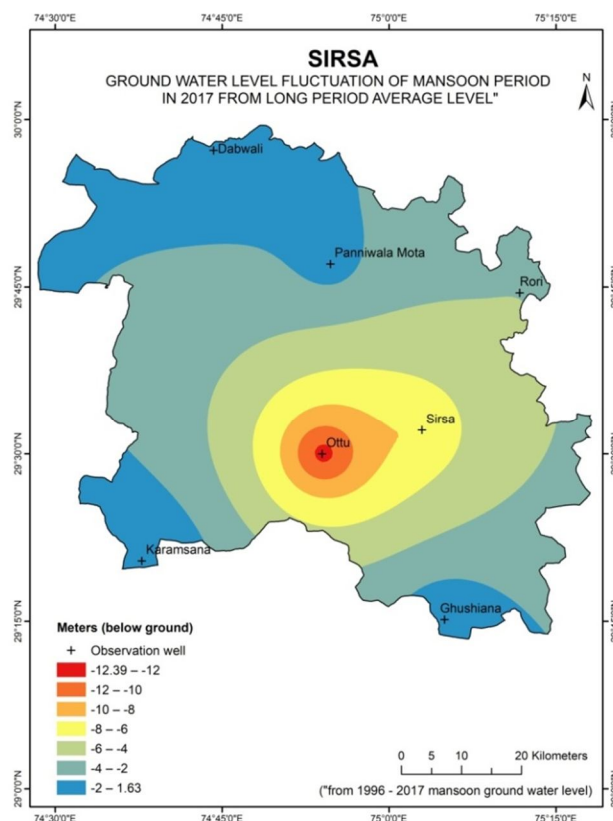 74°30'0"E 74°45'0"E 75°0'0"E 75°15'0"E
SIRSA
GROUND WATER LEVEL FLUCTUATION OF MANSOON PERIOD
IN 2017 FROM LONG PERIOD AVERAGE LEVEL"
N
30°0'0"N
Dabwali
Panniwala Mota
29°45'0"N
Rori
Sirsa
29°30'0"N
Ottu
Karamsana
29°15'0"N
Ghushiana
Meters (below ground)
+ Observation well
-12.39 – -12
-12 – -10
-10 – -8
-8 – -6
-6 – -4
-4 – -2
-2 – 1.63
0 5 10 20 Kilometers
("from 1996 - 2017 mansoon ground water level)
29°0'0"N
74°30'0"E 74°45'0"E 75°0'0"E 75°15'0"E